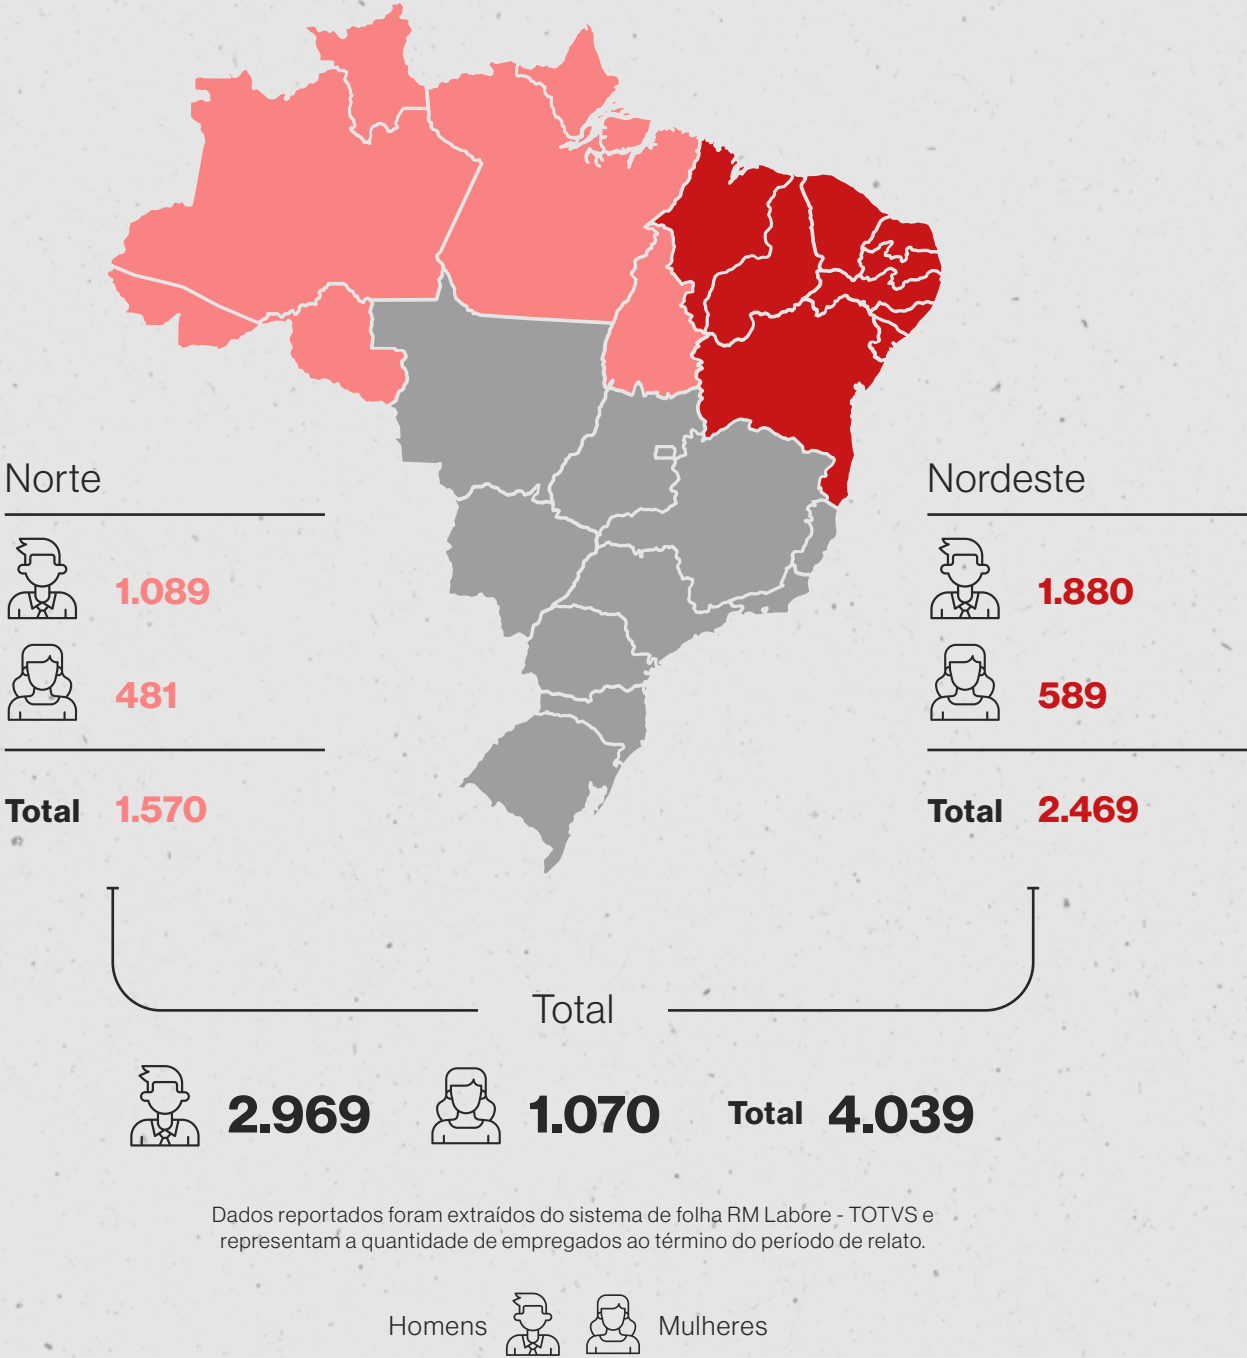 Norte
1.089
481
Total 1.570
Nordeste
1.880
589
Total 2.469
Total
2.969 1.070 Total 4.039
Dados reportados foram extraídos do sistema de folha RM Labore - TOTVS e
representam a quantidade de empregados ao término do período de relato.
Homens Mulheres